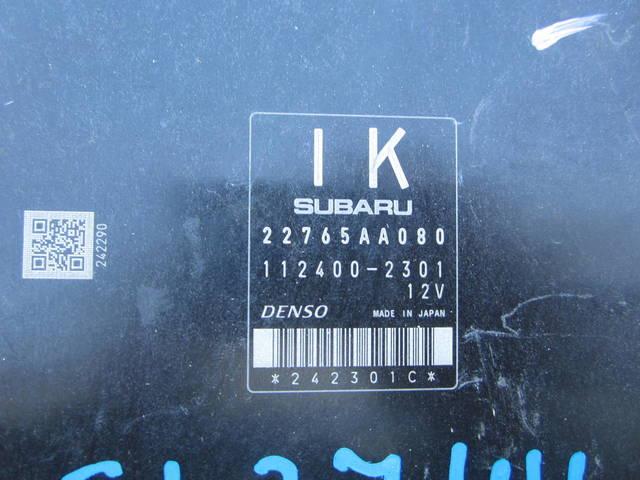 IK
SUBARU
22765AA080
112400-2301
12V
DENSO MADE IN JAPAN
*242301C*
242290